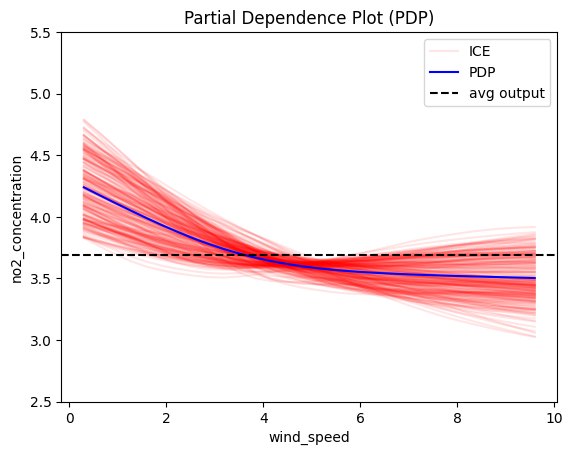 Partial Dependence Plot (PDP)
5.5
5.0
4.5
4.0
3.5
3.0
2.5
no2_concentration
ICE
PDP
avg output
0
2
4
6
8
10
wind_speed